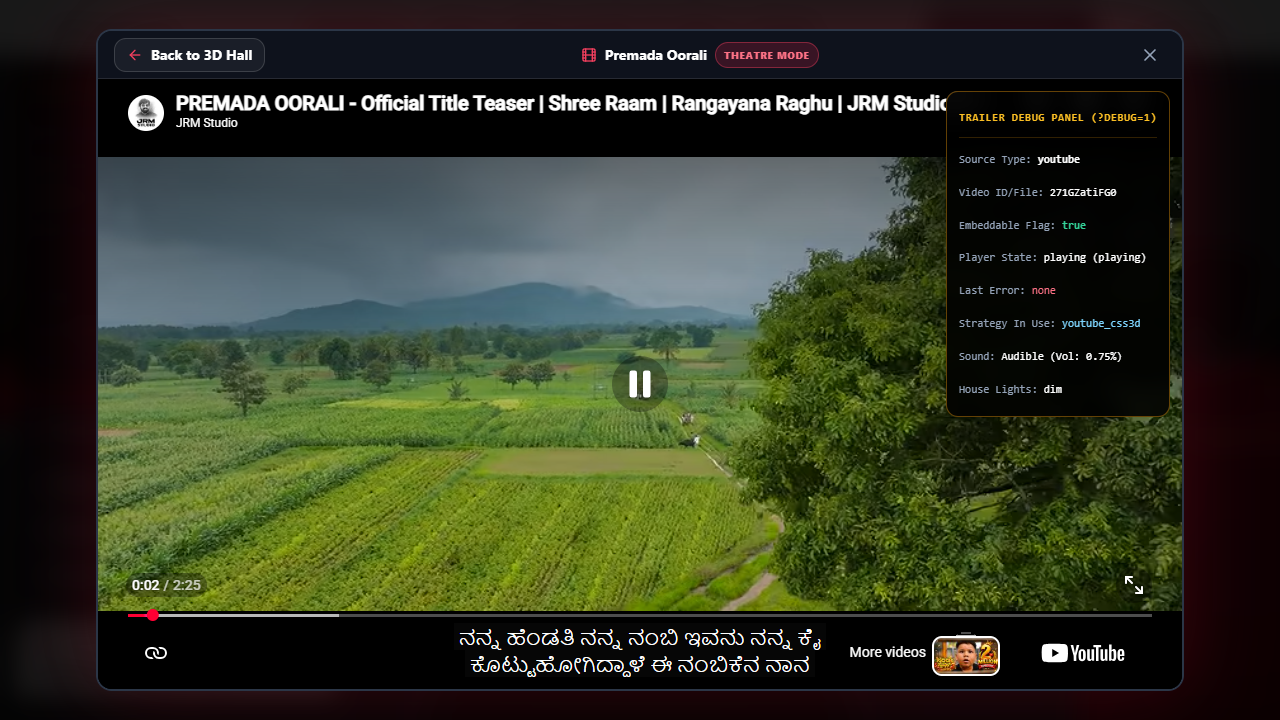 Back to 3D Hall
Premada Oorali
THEATRE MODE
PREMADA OORALI - Official Title Teaser | Shree Raam | Rangayana Raghu | JRM Studio
JRM Studio
TRAILER DEBUG PANEL (?DEBUG=1)
Source Type: youtube
Video ID/File: 271GZatiFG0
Embeddable Flag: true
Player State: playing (playing)
Last Error: none
Strategy In Use: youtube_css3d
Sound: Audible (Vol: 0.75%)
House Lights: dim
0:02 / 2:25
ನನ್ನ ಹೆಂಡತಿ ನನ್ನ ನಂಬಿ ಇವನು ನನ್ನ ಕೈ
ಕೊಟ್ಟುಹೋಗಿದ್ದಾಳೆ ಈ ನಂಬಿಕೆನ ನಾನ
More videos
YouTube